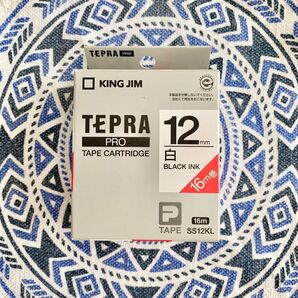 TEPRA PRO
KING JIM
TEPRA
PRO
TAPE CARTRIDGE
12mm
白
BLACK INK
16m巻
P
TAPE
16m
SS12KL